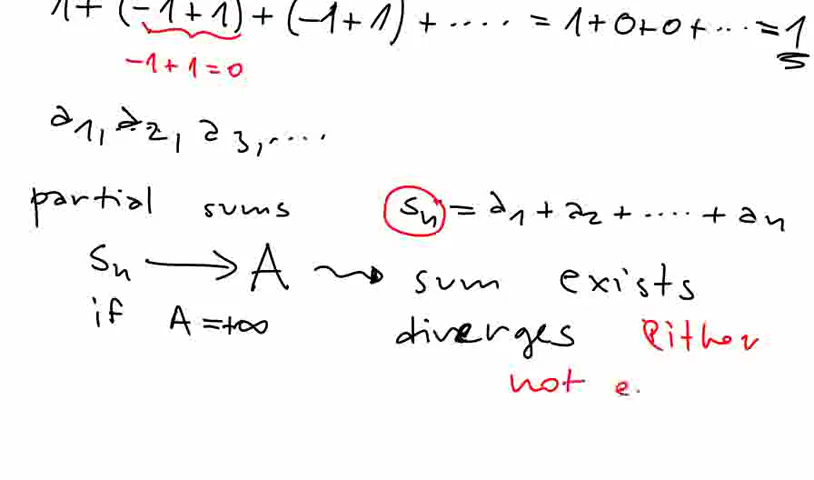 1 + (-1+1) + (-1+1) + ..... = 1+0+0+ ... = 1
-1+1=0
a1, a2, a3, ....
partial sums sn = a1 + a2 + ..... + an
sn → A ⇝ sum exists
if A=+∞ diverges either
not e.